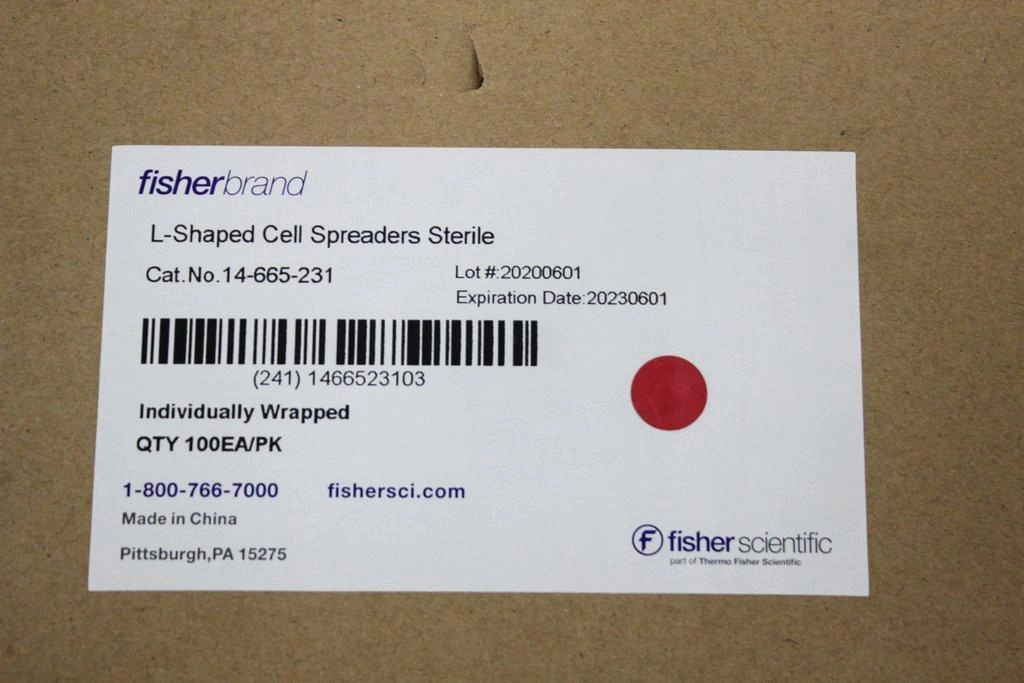 fisherbrand
L-Shaped Cell Spreaders Sterile
Cat.No.14-665-231
Lot #:20200601
Expiration Date:20230601
(241) 1466523103
Individually Wrapped
QTY 100EA/PK
1-800-766-7000 fishersci.com
Made in China
Pittsburgh,PA 15275
F fisher scientific
part of Thermo Fisher Scientific